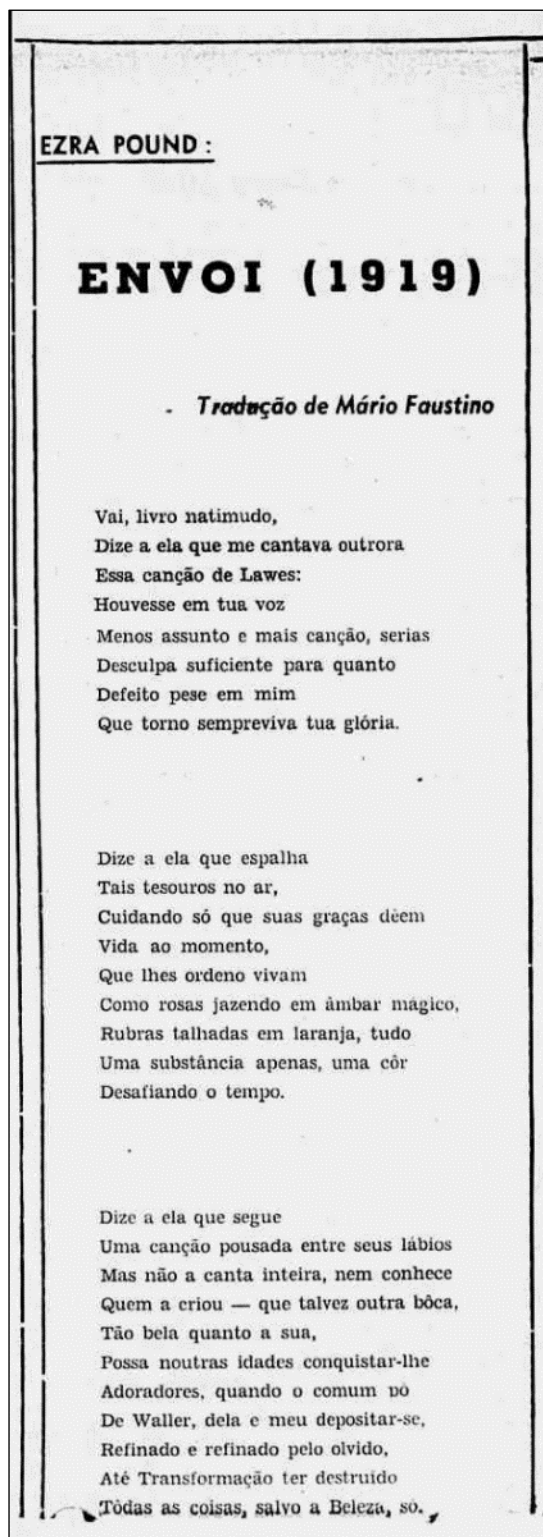 EZRA POUND :
ENVOI (1919)
- Tradução de Mário Faustino
Vai, livro natimudo,
Dize a ela que me cantava outrora
Essa canção de Lawes:
Houvesse em tua voz
Menos assunto e mais canção, serias
Desculpa suficiente para quanto
Defeito pese em mim
Que torno sempreviva tua glória.
Dize a ela que espalha
Tais tesouros no ar,
Cuidando só que suas graças dêem
Vida ao momento,
Que lhes ordeno vivam
Como rosas jazendo em âmbar mágico,
Rubras talhadas em laranja, tudo
Uma substância apenas, uma côr
Desafiando o tempo.
Dize a ela que segue
Uma canção pousada entre seus lábios
Mas não a canta inteira, nem conhece
Quem a criou — que talvez outra bôca,
Tão bela quanto a sua,
Possa noutras idades conquistar-lhe
Adoradores, quando o comum pó
De Waller, dela e meu depositar-se,
Refinado e refinado pelo olvido,
Até Transformação ter destruído
Tôdas as coisas, salvo a Beleza, só.